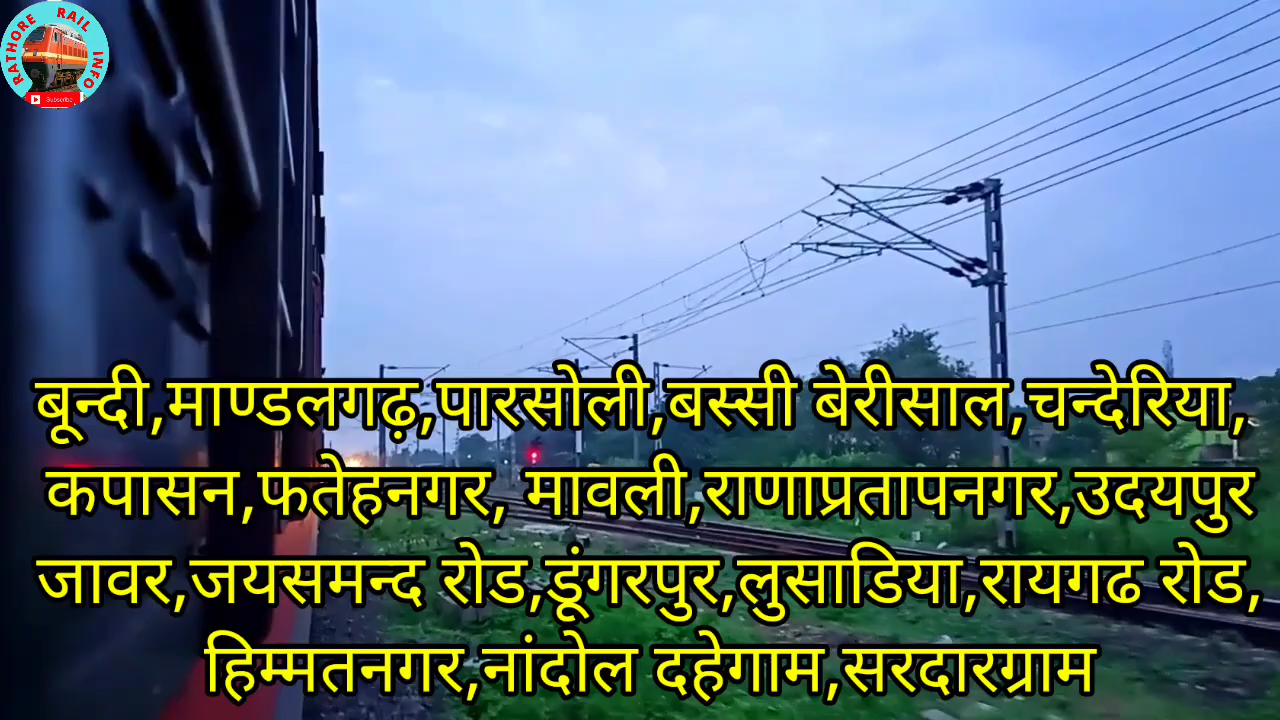 RATHORE RAIL INFO
Subscribe
बून्दी,माण्डलगढ़,पारसोली,बस्सी बेरीसाल,चन्देरिया,
कपासन,फतेहनगर, मावली,राणाप्रतापनगर,उदयपुर
जावर,जयसमन्द रोड,डूंगरपुर,लुसाडिया,रायगढ रोड,
हिम्मतनगर,नांदोल दहेगाम,सरदारग्राम